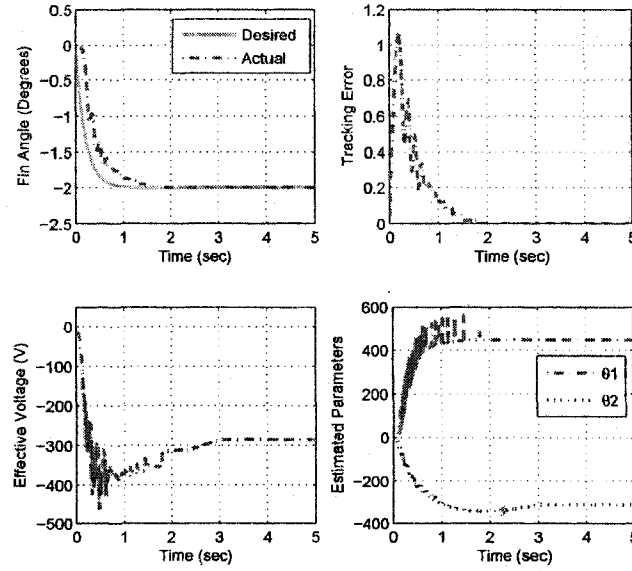 0.5
0
−0.5
−1
−1.5
−2
−2.5
Fin Angle (Degrees)
Desired
Actual
0 1 2 3 4 5
Time (sec)
1.2
1
0.8
0.6
0.4
0.2
0
Tracking Error
0 1 2 3 4 5
Time (sec)
0
−100
−200
−300
−400
−500
Effective Voltage (V)
0 1 2 3 4 5
Time (sec)
600
400
200
0
−200
−400
Estimated Parameters
θ1
θ2
0 1 2 3 4 5
Time (sec)